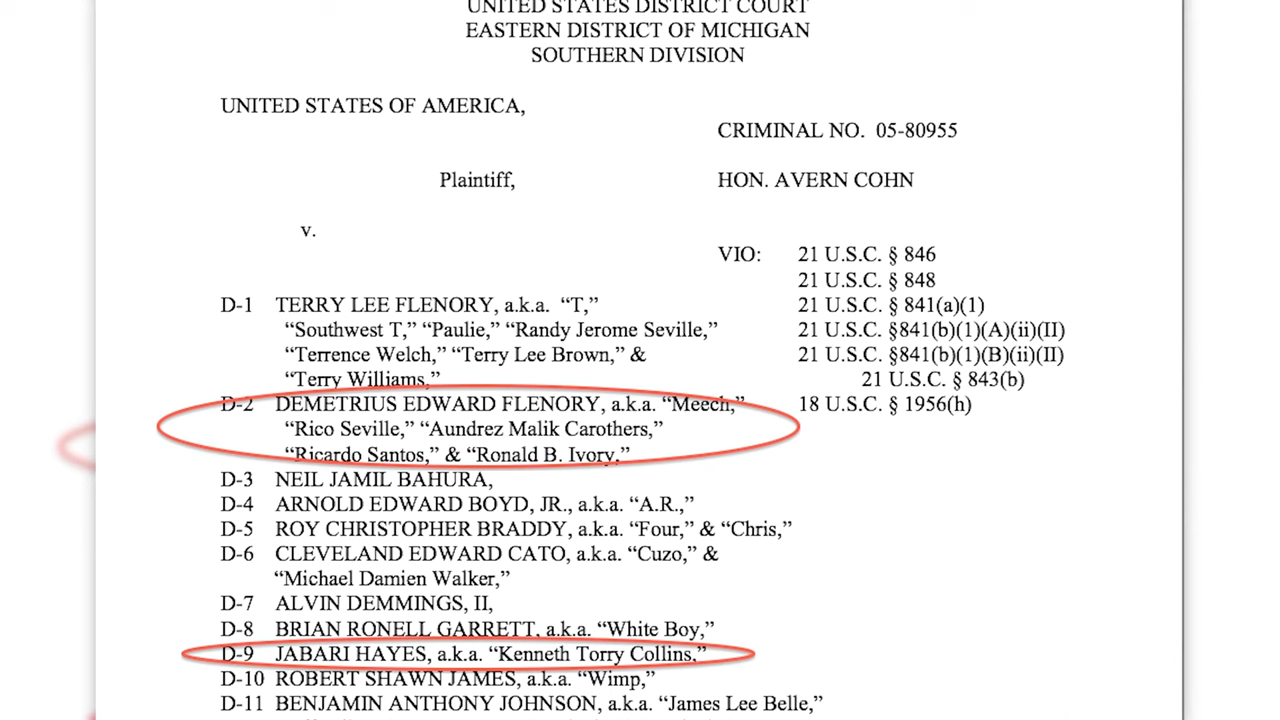 UNITED STATES DISTRICT COURT
EASTERN DISTRICT OF MICHIGAN
SOUTHERN DIVISION
UNITED STATES OF AMERICA,
CRIMINAL NO. 05-80955
Plaintiff,
HON. AVERN COHN
v.
VIO: 21 U.S.C. § 846
21 U.S.C. § 848
D-1 TERRY LEE FLENORY, a.k.a. “T,” 21 U.S.C. § 841(a)(1)
“Southwest T,” “Paulie,” “Randy Jerome Seville,” 21 U.S.C. §841(b)(1)(A)(ii)(II)
“Terrence Welch,” “Terry Lee Brown,” & 21 U.S.C. §841(b)(1)(B)(ii)(II)
“Terry Williams,” 21 U.S.C. § 843(b)
D-2 DEMETRIUS EDWARD FLENORY, a.k.a. “Meech,” 18 U.S.C. § 1956(h)
“Rico Seville,” “Aundrez Malik Carothers,”
“Ricardo Santos,” & “Ronald B. Ivory,”
D-3 NEIL JAMIL BAHURA,
D-4 ARNOLD EDWARD BOYD, JR., a.k.a. “A.R.,”
D-5 ROY CHRISTOPHER BRADDY, a.k.a. “Four,” & “Chris,”
D-6 CLEVELAND EDWARD CATO, a.k.a. “Cuzo,” &
“Michael Damien Walker,”
D-7 ALVIN DEMMINGS, II,
D-8 BRIAN RONELL GARRETT, a.k.a. “White Boy,”
D-9 JABARI HAYES, a.k.a. “Kenneth Torry Collins,”
D-10 ROBERT SHAWN JAMES, a.k.a. “Wimp,”
D-11 BENJAMIN ANTHONY JOHNSON, a.k.a. “James Lee Belle,”